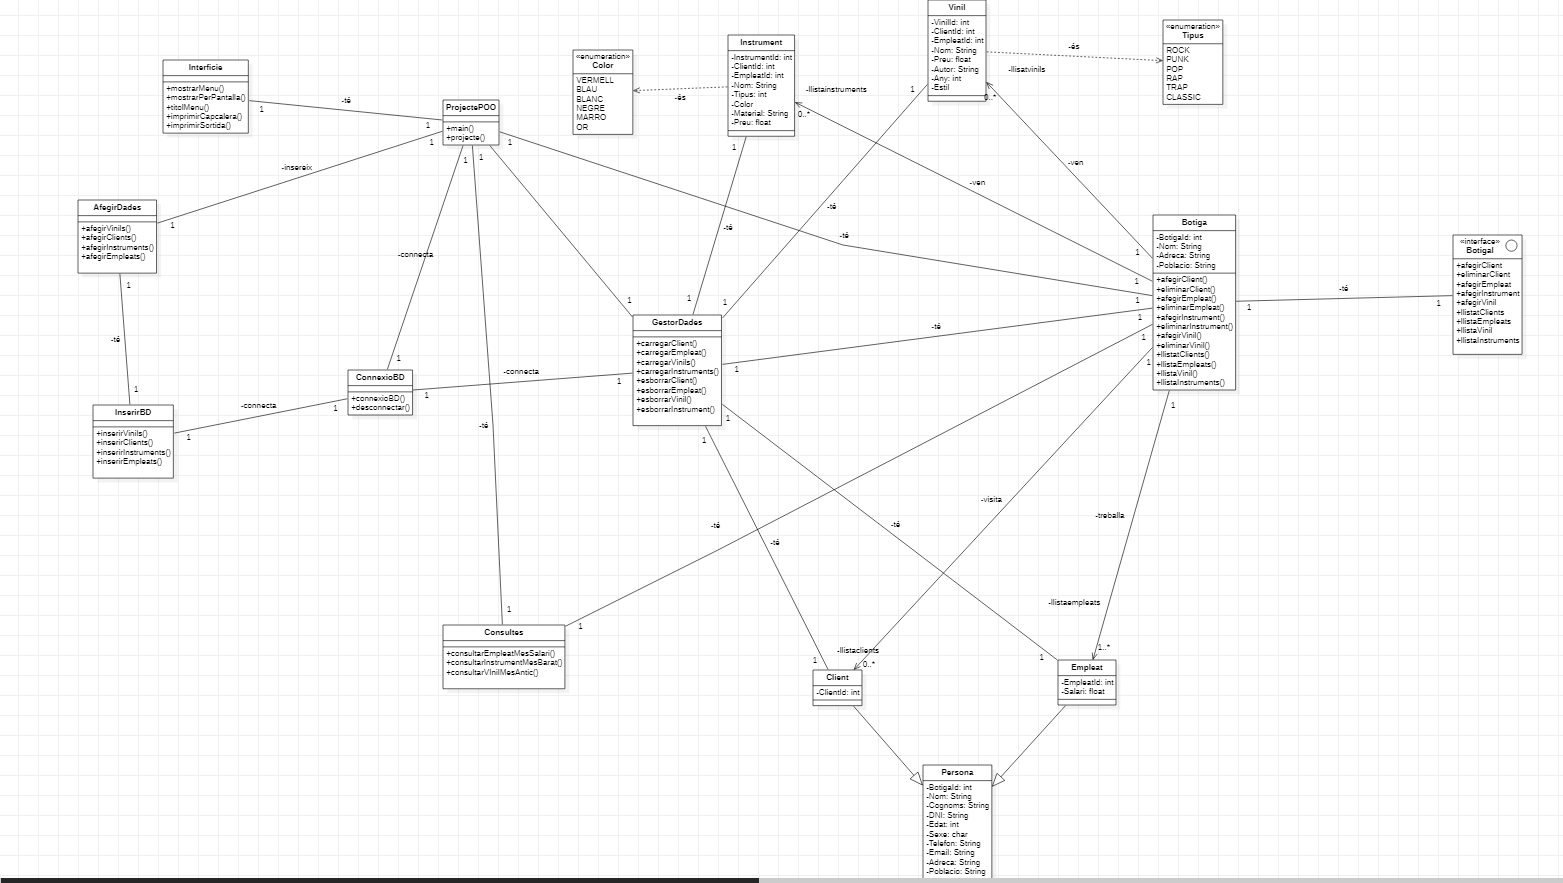 Vinil
-VinilId: int
-ClientId: int
-EmpleatId: int
-Nom: String
-Preu: float
-Autor: String
-Any: int
-Estil
«enumeration»
Tipus
ROCK
PUNK
POP
RAP
TRAP
CLASSIC
-és
-llisatvinils
0..*
1
Instrument
-InstrumentId: int
-ClientId: int
-EmpleatId: int
-Nom: String
-Tipus: int
-Color
-Material: String
-Preu: float
-llistainstruments
0..*
1
«enumeration»
Color
VERMELL
BLAU
BLANC
NEGRE
MARRO
OR
-és
Interficie
+mostrarMenu()
+mostrarPerPantalla()
+titolMenu()
+imprimirCapcalera()
+imprimirSortida()
-té
1
1
ProjectePOO
+main()
+projecte()
1
1
1
1
-insereix
-ven
-ven
AfegirDades
+afegirVinils()
+afegirClients()
+afegirInstruments()
+afegirEmpleats()
1
1
-té
1
-té
-té
-té
-connecta
1
Botiga
-BotigaId: int
-Nom: String
-Adreca: String
-Poblacio: String
+afegirClient()
+eliminarClient()
+afegirEmpleat()
+eliminarEmpleat()
+afegirInstrument()
+eliminarInstrument()
+afegirVinil()
+eliminarVinil()
+llistatClients()
+llistaEmpleats()
+llistaVinil()
+llistaInstruments()
1
1
1
1
1
1
1
1
-té
1
«interface»
BotigaI
+afegirClient
+eliminarClient
+afegirEmpleat
+afegirInstrument
+afegirVinil
+llistatClients
+llistaEmpleats
+llistaVinil
+llistaInstruments
1
1
1
GestorDades
+carregarClient()
+carregarEmpleat()
+carregarVinils()
+carregarInstruments()
+esborrarClient()
+esborrarEmpleat()
+esborrarVinil()
+esborrarInstrument()
-té
1
1
1
1
-connecta
ConnexioBD
+connexioBD()
+desconnectar()
1
1
-connecta
1
InserirBD
+inserirVinils()
+inserirClients()
+inserirInstruments()
+inserirEmpleats()
-té
-visita
-treballa
-té
-té
-té
-llistaempleats
1
1
Consultes
+consultarEmpleatMesSalari()
+consultarInstrumentMesBarat()
+consultarVInilMesAntic()
-llistaclients
0..*
1
1..*
1
Client
-ClientId: int
Empleat
-EmpleatId: int
-Salari: float
Persona
-BotigaId: int
-Nom: String
-Cognoms: String
-DNI: String
-Edat: int
-Sexe: char
-Telefon: String
-Email: String
-Adreca: String
-Poblacio: String